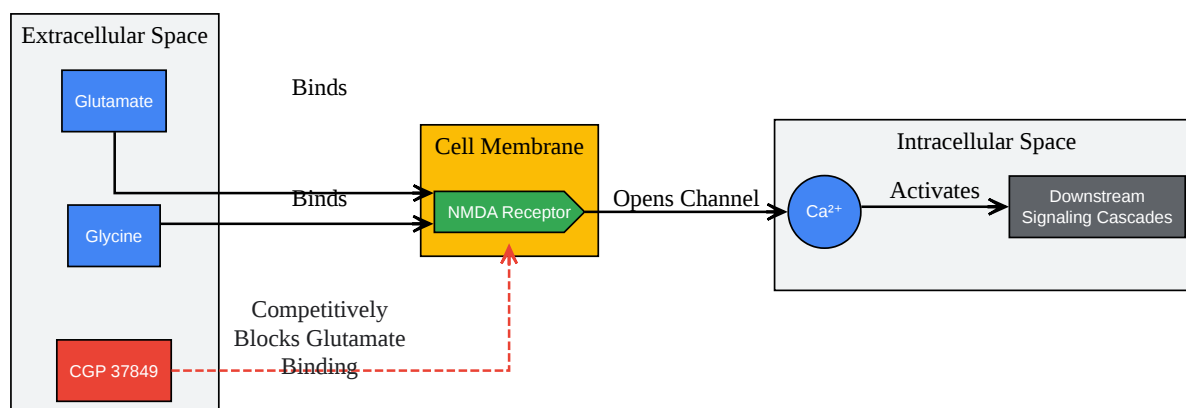 Extracellular Space
Glutamate
Binds
Cell Membrane
Intracellular Space
Binds
NMDA Receptor
Opens Channel
Ca²⁺
Activates
Downstream
Signaling Cascades
Glycine
Competitively
Blocks Glutamate
Binding
CGP 37849